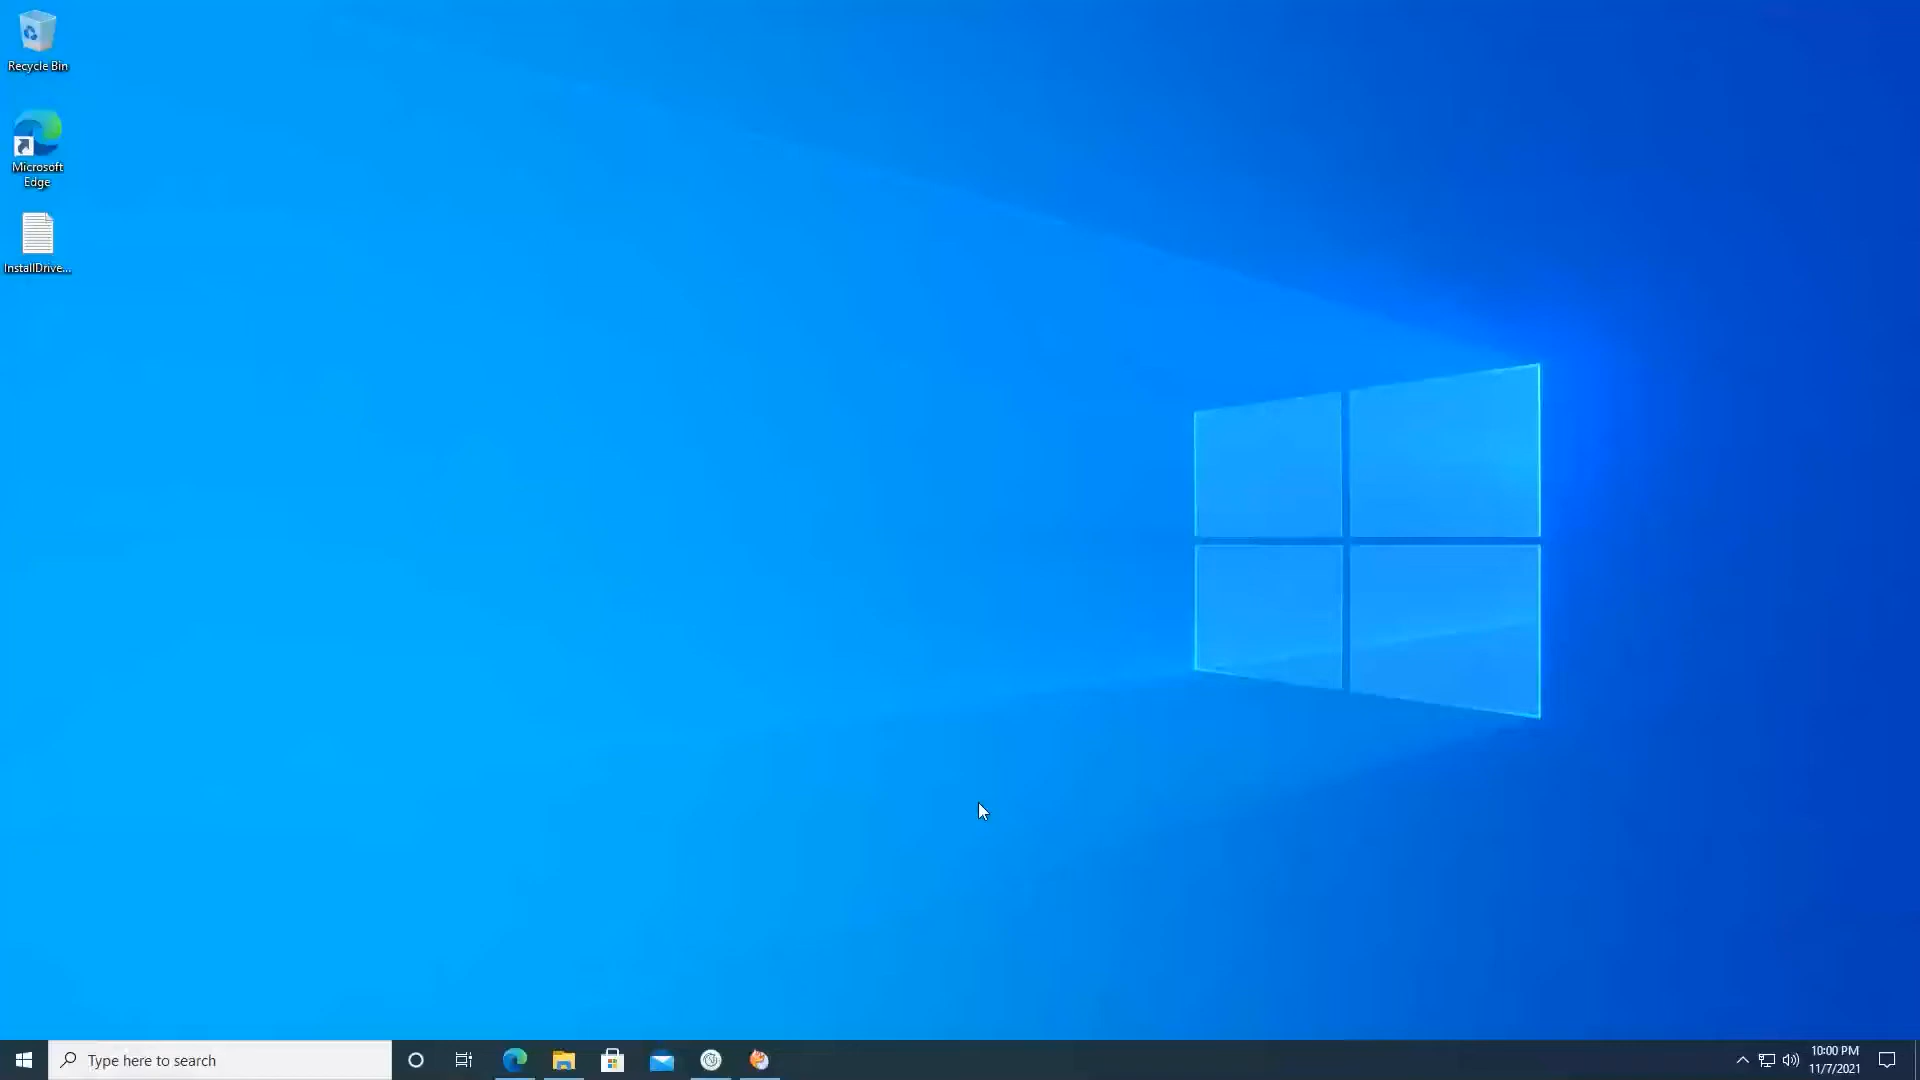 Recycle Bin
Microsoft
Edge
InstallDrive...
Type here to search
10:00 PM
11/7/2021